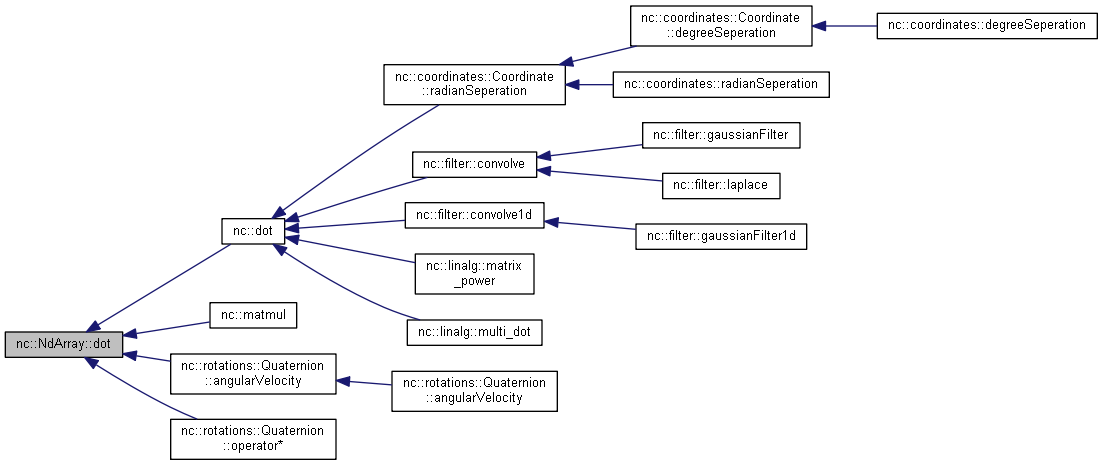 nc::coordinates::Coordinate
::degreeSeperation
nc::coordinates::degreeSeperation
nc::coordinates::Coordinate
::radianSeperation
nc::coordinates::radianSeperation
nc::filter::gaussianFilter
nc::filter::convolve
nc::filter::laplace
nc::filter::convolve1d
nc::dot
nc::filter::gaussianFilter1d
nc::linalg::matrix
_power
nc::matmul
nc::linalg::multi_dot
nc::NdArray::dot
nc::rotations::Quaternion
::angularVelocity
nc::rotations::Quaternion
::angularVelocity
nc::rotations::Quaternion
::operator*